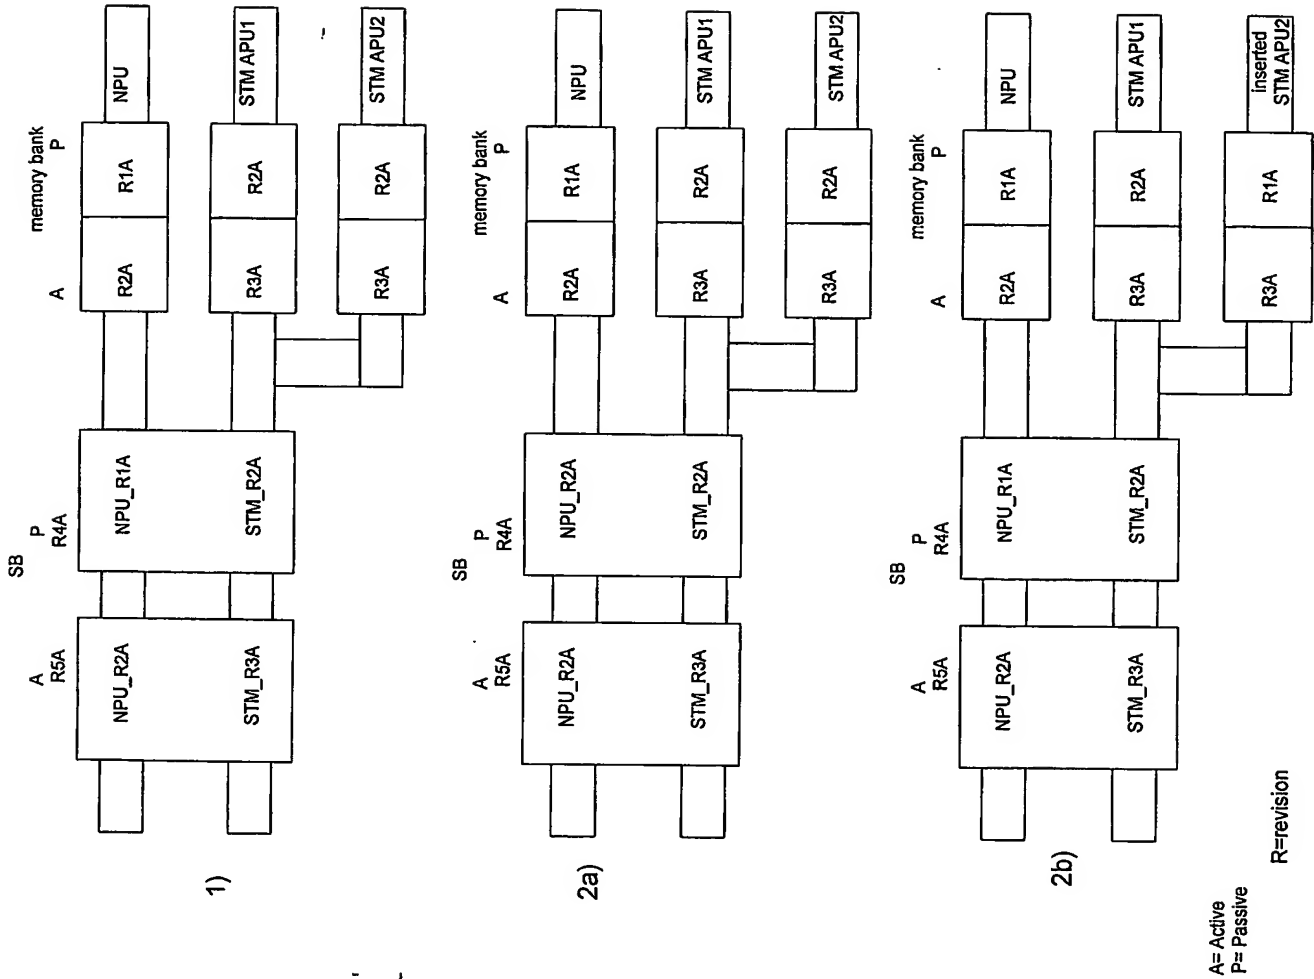 1)
SB
A
R5A
P
R4A
A
memory bank
P
NPU_R2A
NPU_R1A
R2A
R1A
NPU
STM_R3A
STM_R2A
R3A
R2A
STM APU1
R3A
R2A
STM APU2
2a)
SB
A
R5A
P
R4A
A
memory bank
P
NPU_R2A
NPU_R2A
R2A
R1A
NPU
STM_R3A
STM_R2A
R3A
R2A
STM APU1
R3A
R2A
STM APU2
2b)
SB
A
R5A
P
R4A
A
memory bank
P
NPU_R2A
NPU_R1A
R2A
R1A
NPU
STM_R3A
STM_R2A
R3A
R2A
STM APU1
R3A
R1A
inserted
STM APU2
A= Active
P= Passive
R=revision